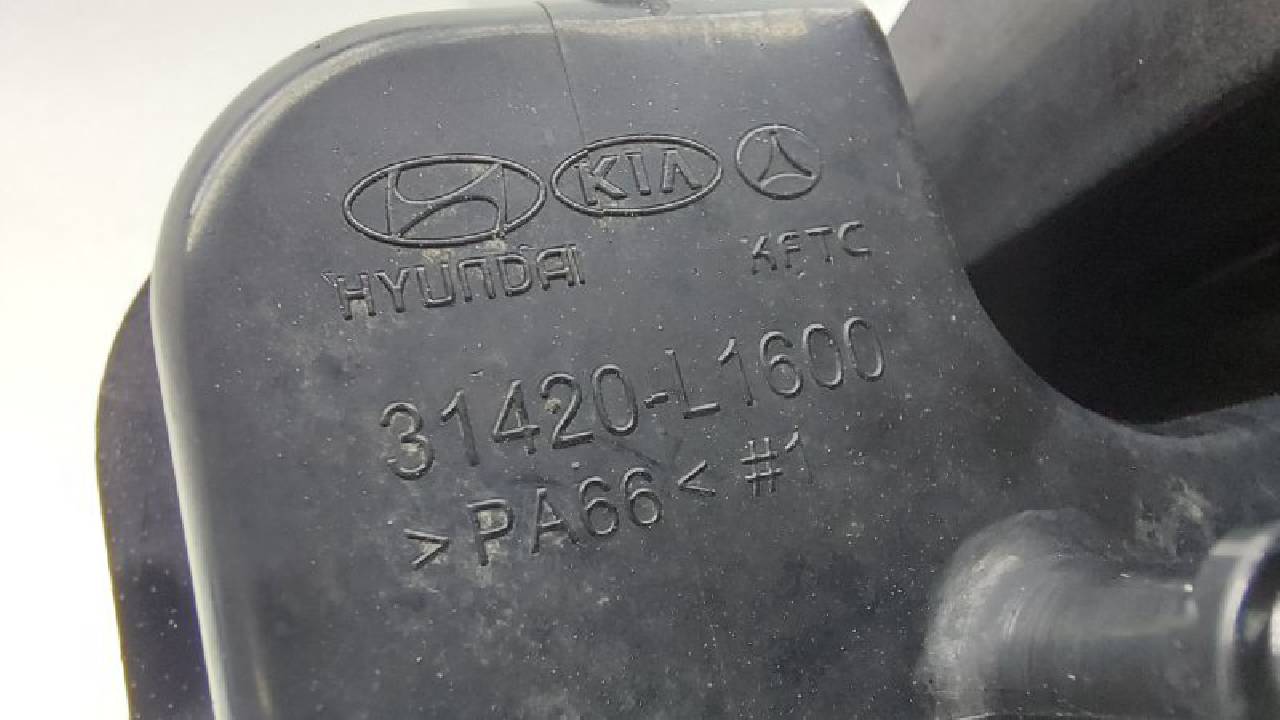 KIA
HYUNDAI KFTC
31420-L1600
>PA66< #1